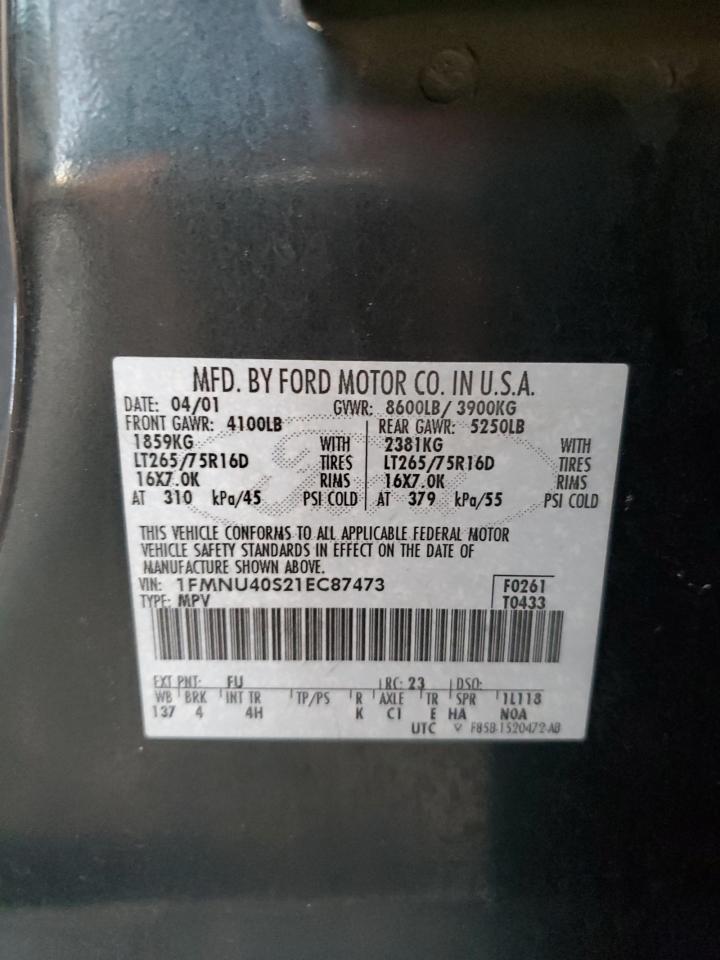 MFD. BY FORD MOTOR CO. IN U.S.A.
DATE: 04/01 GVWR: 8600LB/ 3900KG
FRONT GAWR: 4100LB REAR GAWR: 5250LB
1859KG WITH 2381KG WITH
LT265/75R16D TIRES LT265/75R16D TIRES
16X7.0K RIMS 16X7.0K RIMS
AT 310 kPa/45 PSI COLD AT 379 kPa/55 PSI COLD
THIS VEHICLE CONFORMS TO ALL APPLICABLE FEDERAL MOTOR
VEHICLE SAFETY STANDARDS IN EFFECT ON THE DATE OF
MANUFACTURE SHOWN ABOVE.
VIN: 1FMNU40S21EC87473 F0261
TYPE: MPV T0433
EXT PNT: FU RC: 23 DSO:
WB BRK INT TR TP/PS R AXLE TR SPR 1L113
137 4 4H K C1 E HA NOA
UTC F85B-1520472-AB